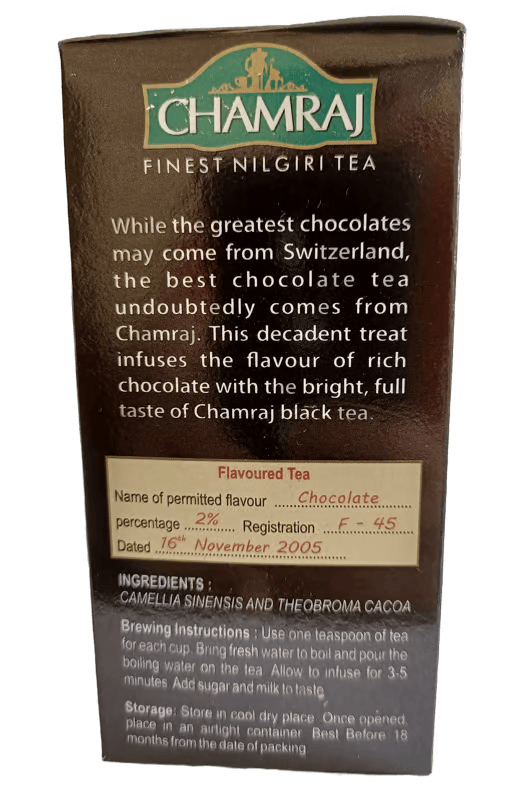 CHAMRAJ
FINEST NILGIRI TEA
While the greatest chocolates
may come from Switzerland,
the best chocolate tea
undoubtedly comes from
Chamraj. This decadent treat
infuses the flavour of rich
chocolate with the bright, full
taste of Chamraj black tea.
Flavoured Tea
Name of permitted flavour ......Chocolate......
percentage ...2%...... Registration ...F - 45...
Dated ...16th November 2005......
INGREDIENTS :
CAMELLIA SINENSIS AND THEOBROMA CACOA
Brewing Instructions : Use one teaspoon of tea
for each cup. Bring fresh water to boil and pour the
boiling water on the tea. Allow to infuse for 3-5
minutes. Add sugar and milk to taste.
Storage: Store in cool dry place. Once opened,
place in an airtight container. Best Before 18
months from the date of packing